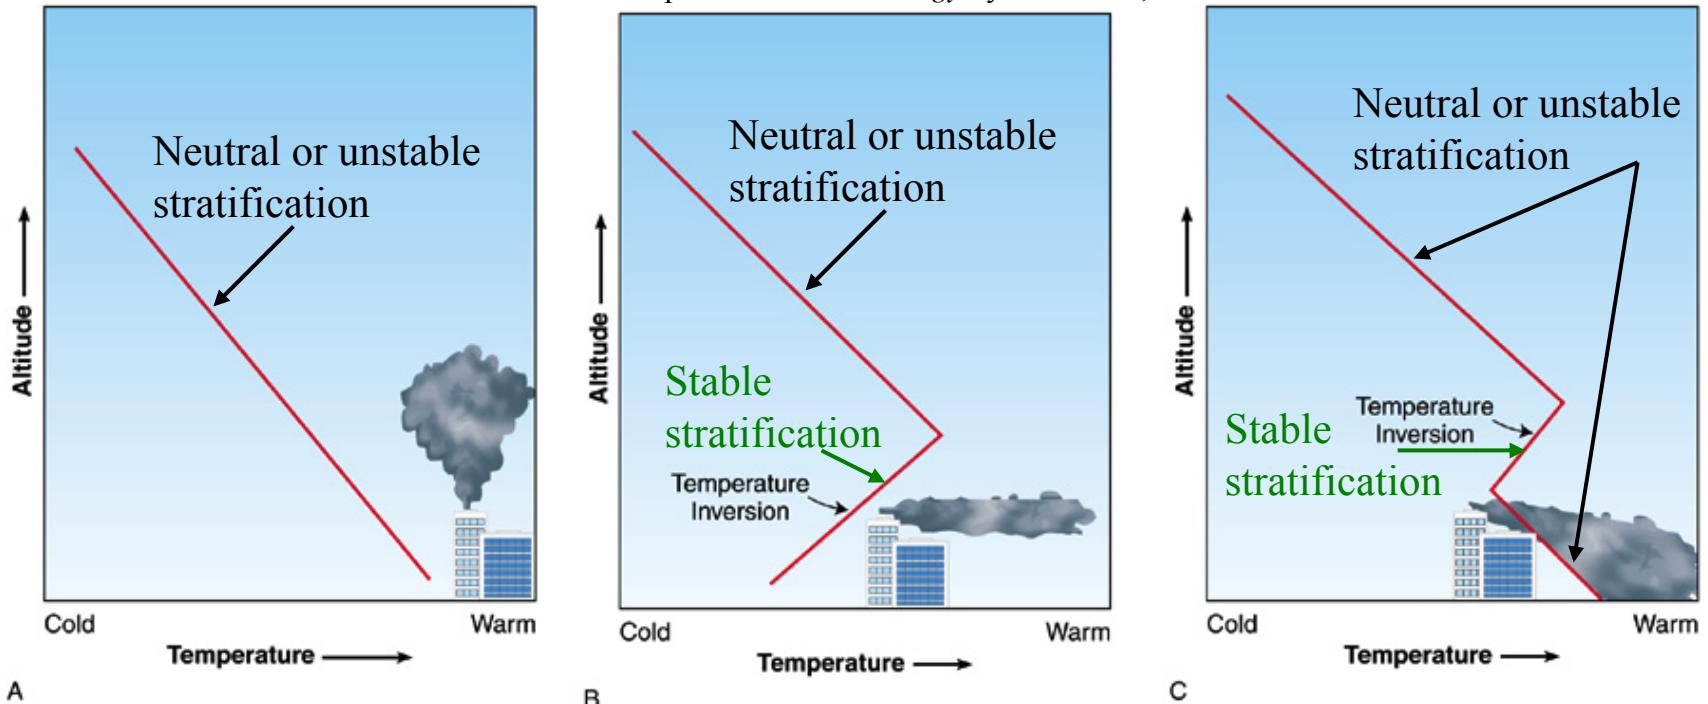 Neutral or unstable
stratification
Altitude
Cold
Warm
Temperature
A
Neutral or unstable
stratification
Stable
stratification
Temperature
Inversion
Altitude
Cold
Warm
Temperature
B
Neutral or unstable
stratification
Temperature
Inversion
Stable
stratification
Altitude
Cold
Warm
Temperature
C